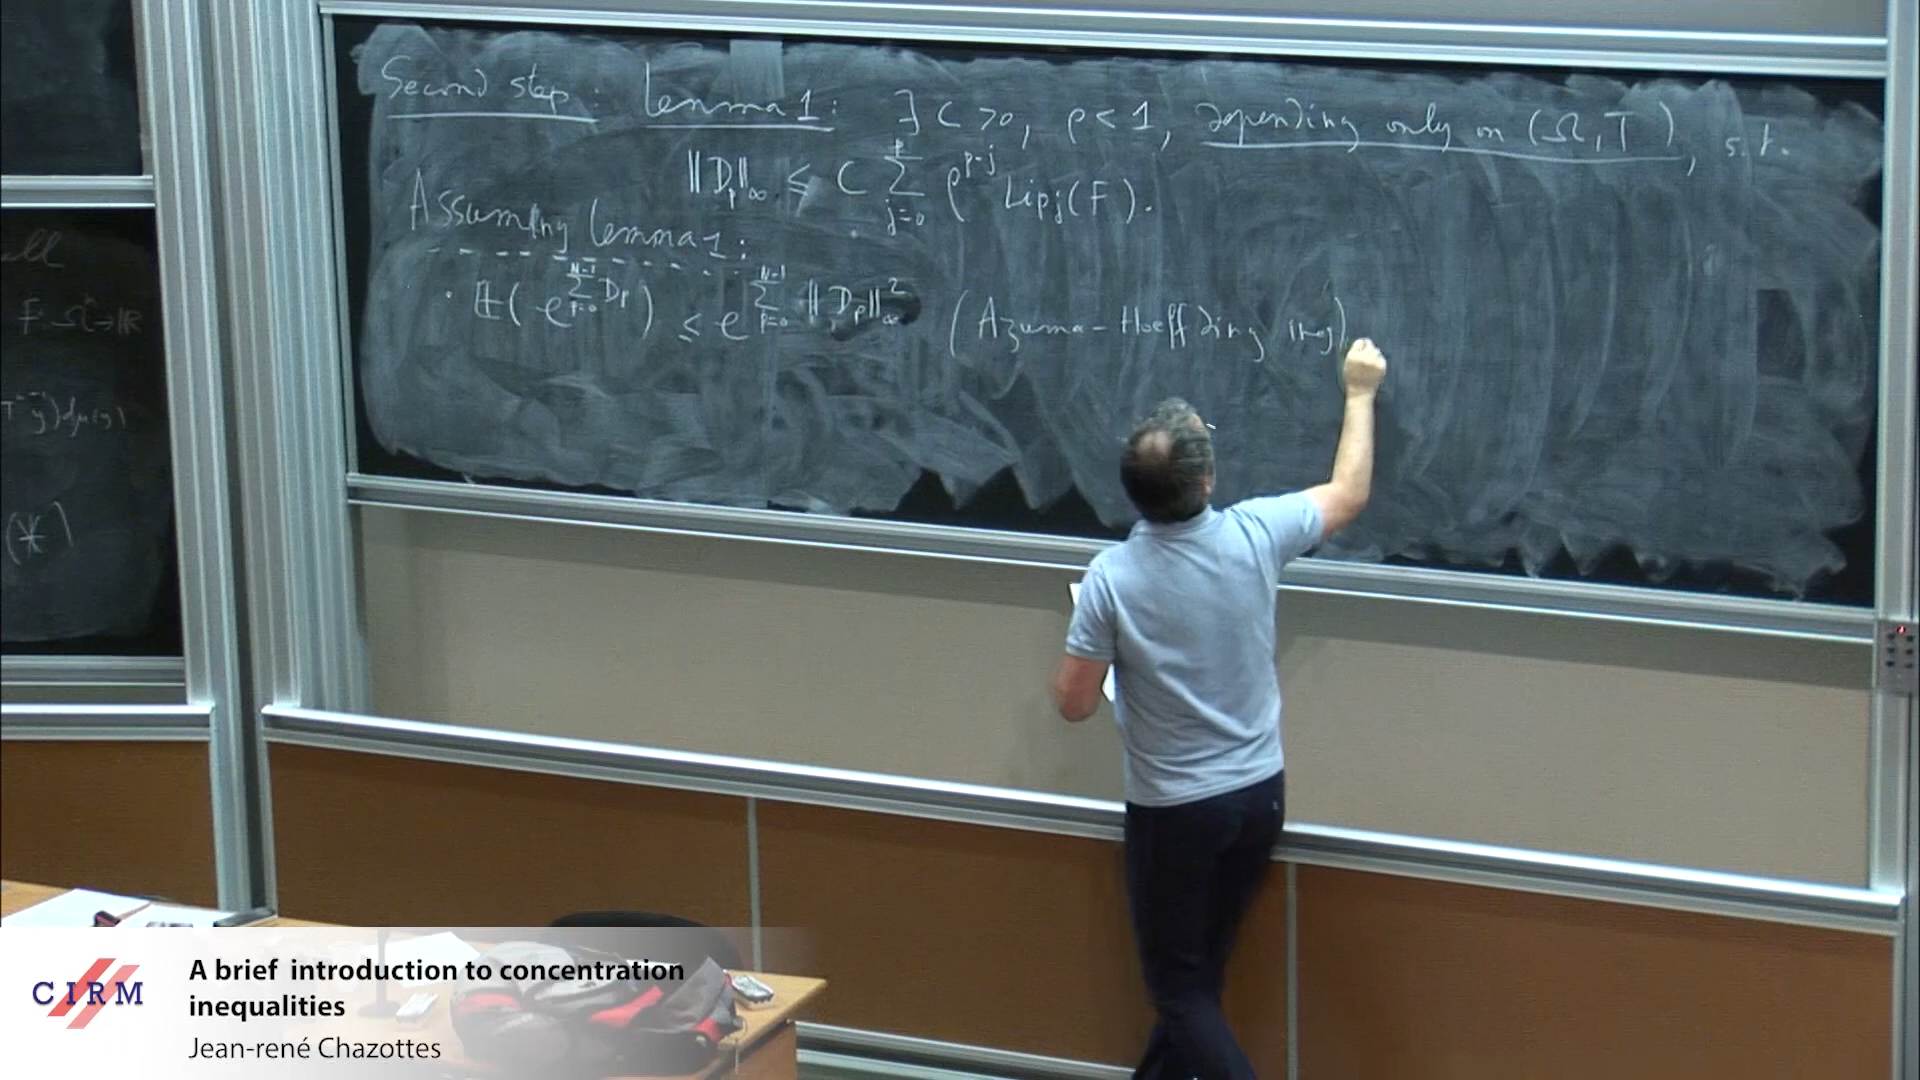 Second step: Lemma 1: ∃ C > 0, ρ < 1, depending only on (Ω, T), s.t.
‖D_p‖_∞ ≤ C ∑_{j=0}^{p} ρ^{p-j} Lip_j(F).
Assuming lemma 1:
· 𝔼( e^{∑_{p=0}^{N-1} D_p} ) ≤ e^{∑_{p=0}^{N-1} ‖D_p‖_∞^2} (Azuma-Hoeffding ineq)
F: Ω → ℝ
y) dμ(y)
(*)
CIRM
A brief introduction to concentration
inequalities
Jean-rené Chazottes